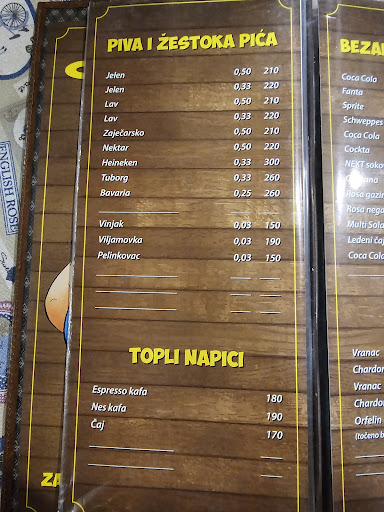 PIVA I ŽESTOKA PIĆA
Jelen 0,50 210
Jelen 0,33 220
Lav 0,50 210
Lav 0,33 220
Zaječarsko 0,50 210
Nektar 0,50 220
Heineken 0,33 300
Tuborg 0,33 260
Bavaria 0,25 260
Vinjak 0,03 150
Viljamovka 0,03 190
Pelinkovac 0,03 150
TOPLI NAPICI
Espresso kafa 180
Nes kafa 190
Čaj 170
BEZA
Coca Cola
Fanta
Sprite
Schweppes
Coca Cola
Cockta
NEXT soko
Rosa gazir
Rosa nega
Multi Sola
Ledeni čaj
Coca Cola
Vranac
Chardon
Vranac
Chardon
Orfelin
(točeno b
ENGLISH ROSE
ZA